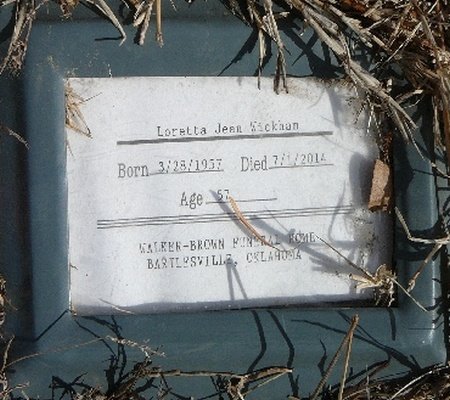 Loretta Jean Wickham
Born 3/28/1957 Died 7/1/2014
Age 57
WALKER-BROWN FUNERAL HOME
BARTLESVILLE, OKLAHOMA